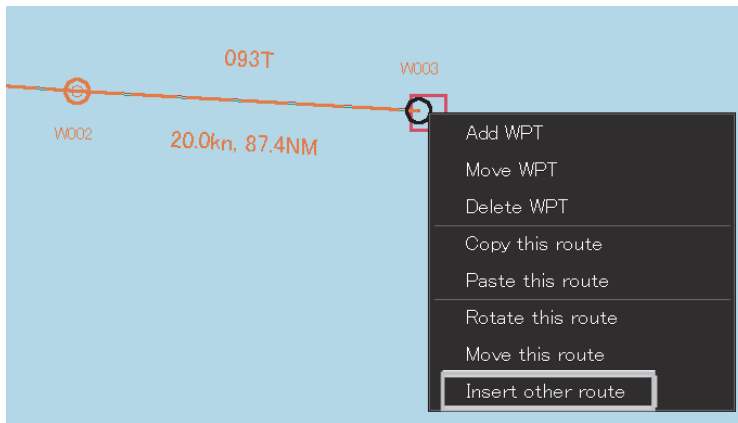 093T
W003
W002
20.0kn, 87.4NM
Add WPT
Move WPT
Delete WPT
Copy this route
Paste this route
Rotate this route
Move this route
Insert other route